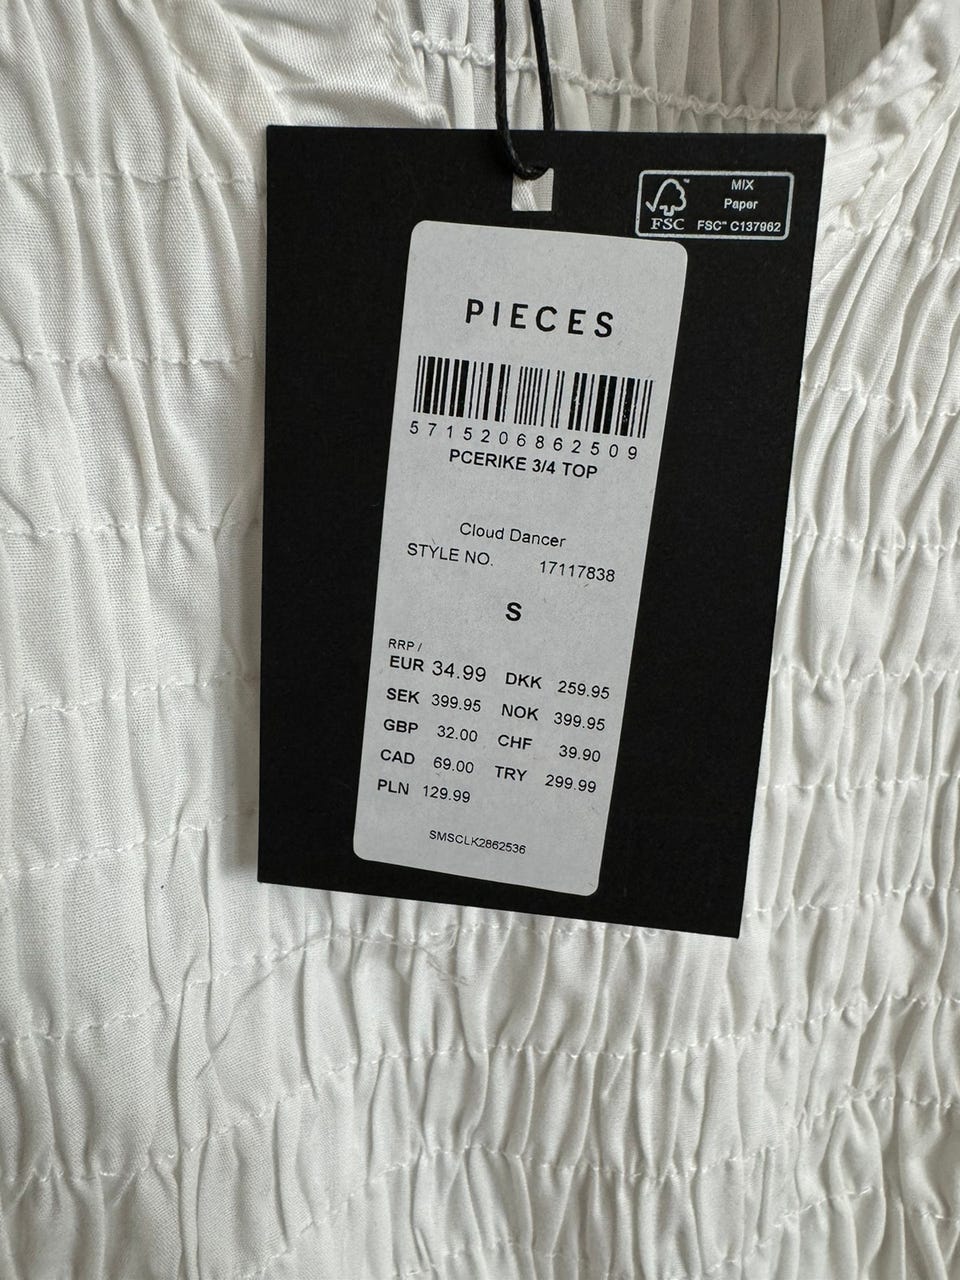 MIX
Paper
FSC™ C137962
FSC
PIECES
5715206862509
PCERIKE 3/4 TOP
Cloud Dancer
STYLE NO. 17117838
S
RRP /
EUR 34.99 DKK 259.95
SEK 399.95 NOK 399.95
GBP 32.00 CHF 39.90
CAD 69.00 TRY 299.99
PLN 129.99
SMSCLK2862536